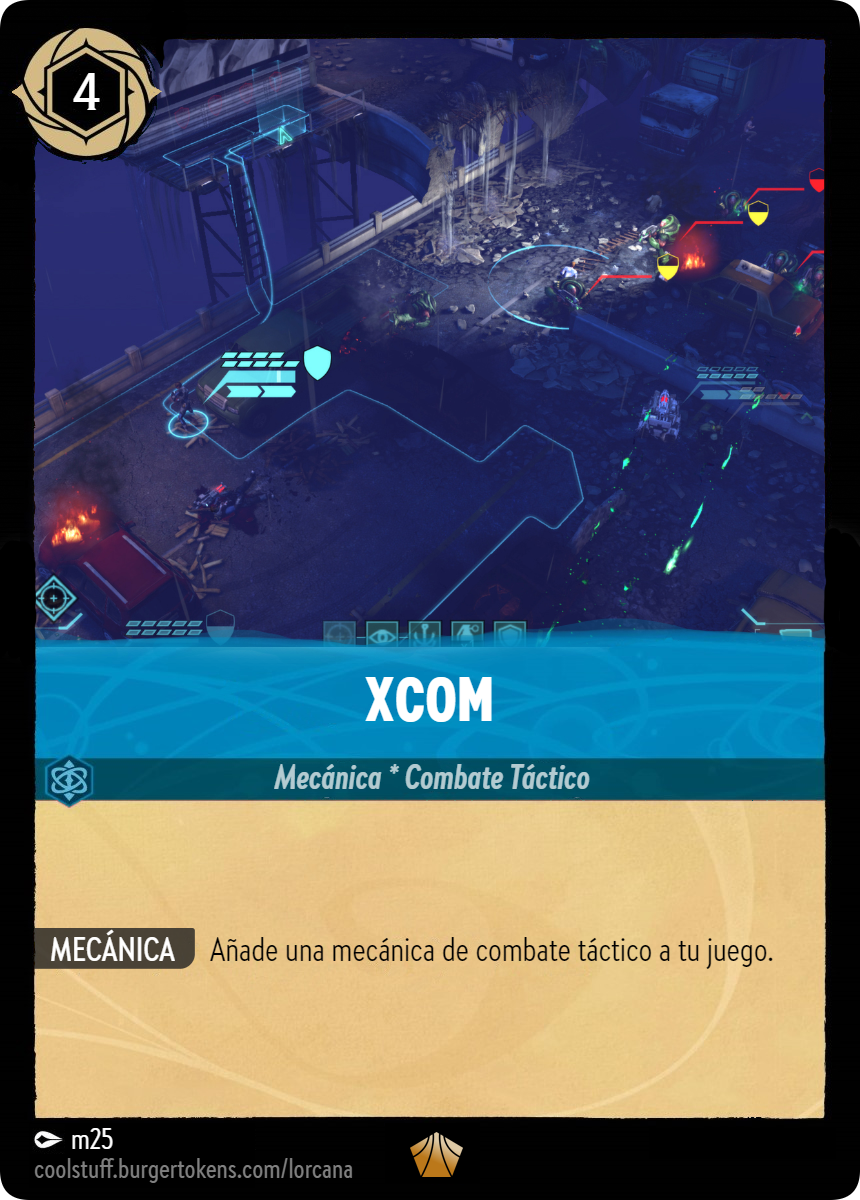 4
XCOM
Mecánica * Combate Táctico
MECÁNICA Añade una mecánica de combate táctico a tu juego.
m25
coolstuff.burgertokens.com/lorcana